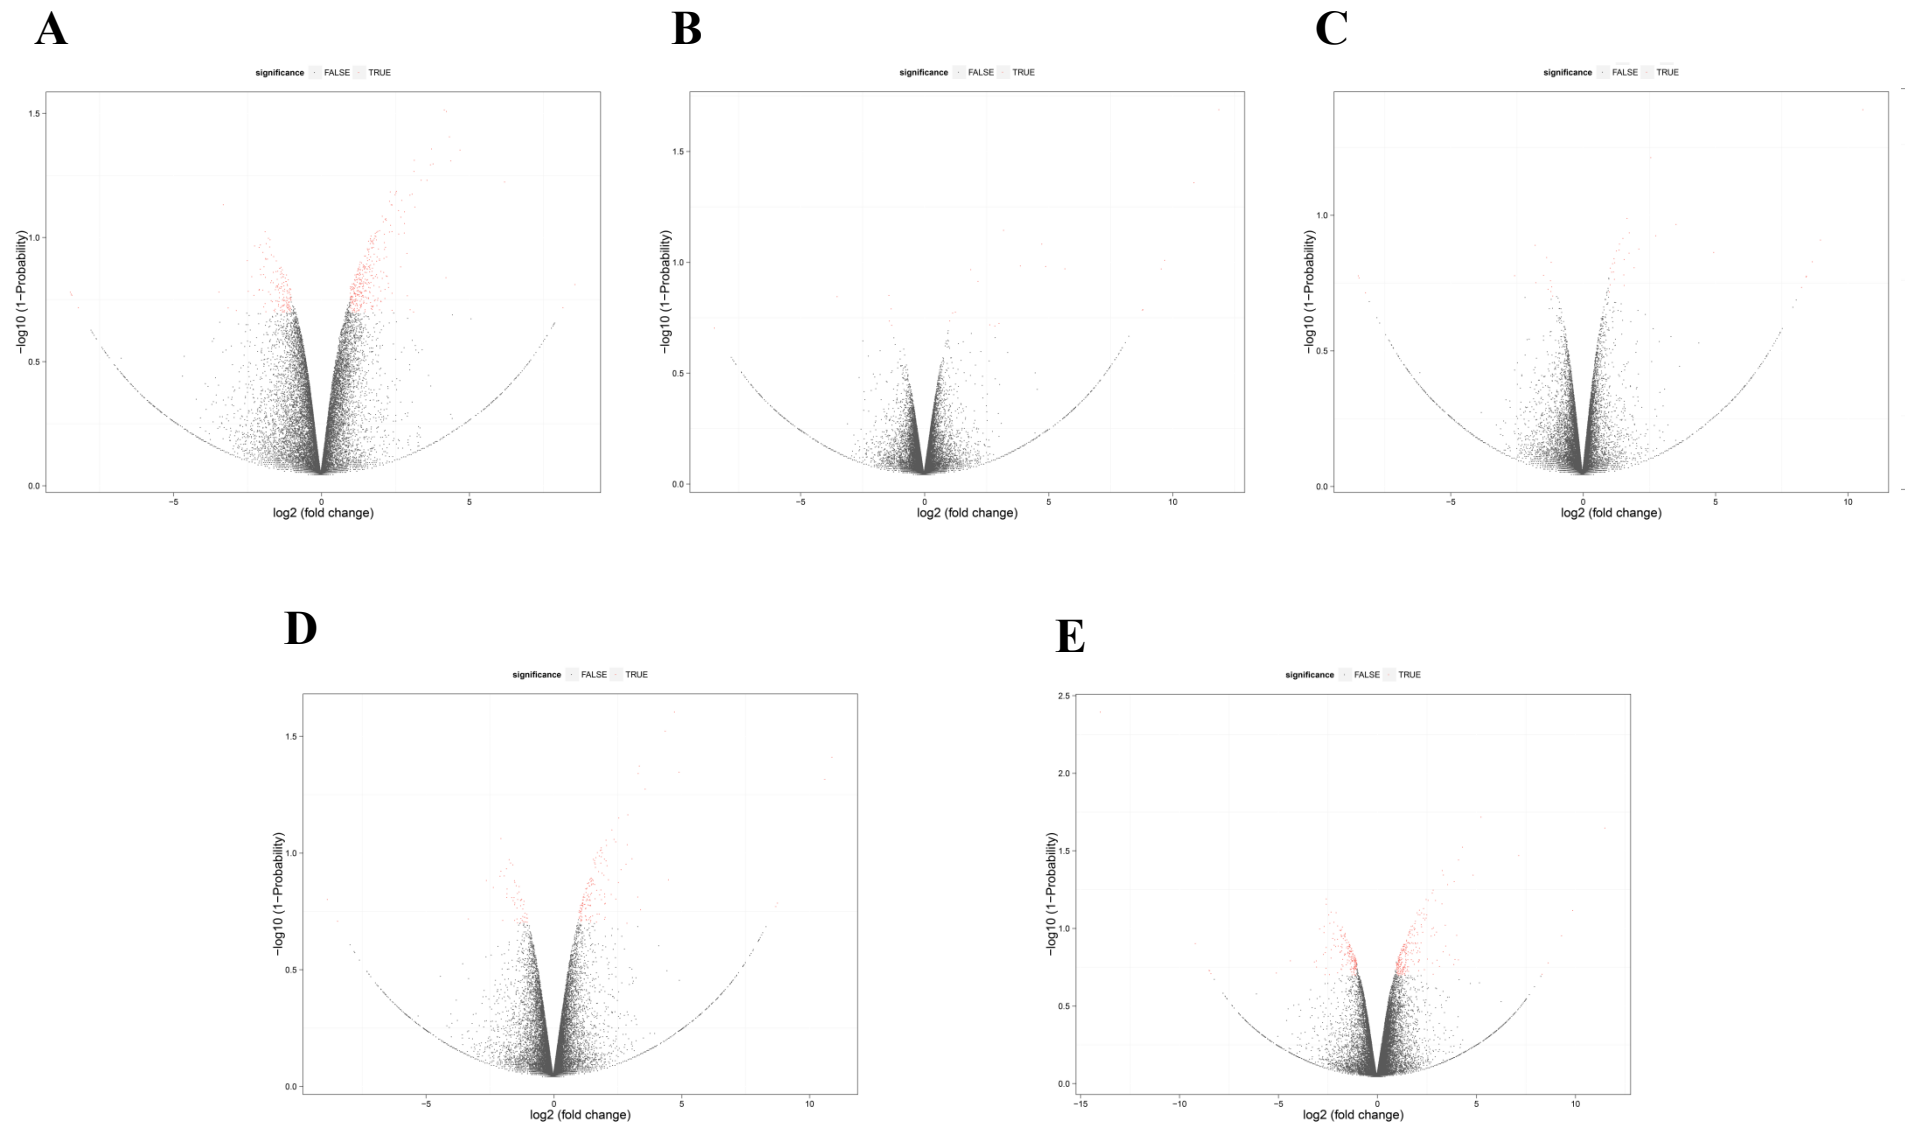 A
B
C
significance FALSE TRUE
significance FALSE TRUE
significance FALSE TRUE
−log10 (1−Probability)
1.5
1.0
0.5
0.0
−5 0 5
log2 (fold change)
−log10 (1−Probability)
1.5
1.0
0.5
0.0
−5 0 5 10
log2 (fold change)
−log10 (1−Probability)
1.0
0.5
0.0
−5 0 5 10
log2 (fold change)
D
E
significance FALSE TRUE
significance FALSE TRUE
−log10 (1−Probability)
1.5
1.0
0.5
0.0
−5 0 5 10
log2 (fold change)
−log10 (1−Probability)
2.5
2.0
1.5
1.0
0.5
0.0
−15 −10 −5 0 5 10
log2 (fold change)